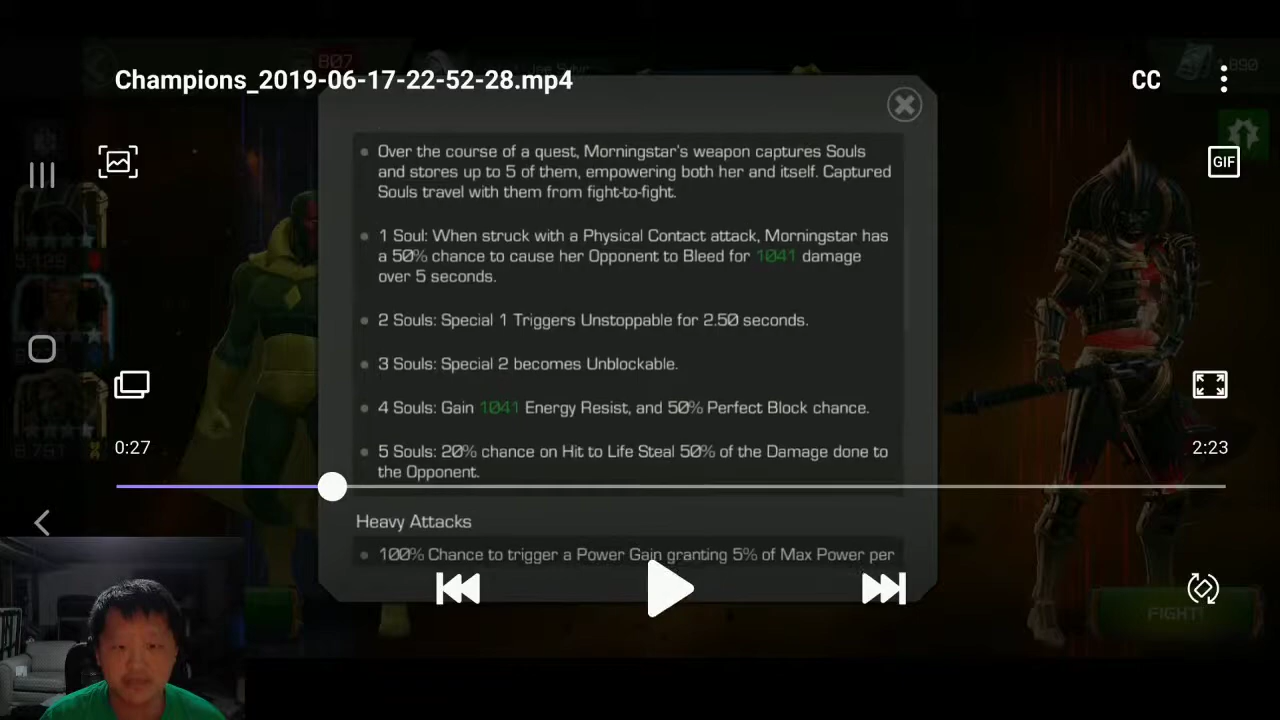 807
1,890
Champions_2019-06-17-22-52-28.mp4
CC
GIF
Over the course of a quest, Morningstar's weapon captures Souls
and stores up to 5 of them, empowering both her and itself. Captured
Souls travel with them from fight-to-fight.
1 Soul: When struck with a Physical Contact attack, Morningstar has
a 50% chance to cause her Opponent to Bleed for 1041 damage
over 5 seconds.
2 Souls: Special 1 Triggers Unstoppable for 2.50 seconds.
3 Souls: Special 2 becomes Unblockable.
4 Souls: Gain 1041 Energy Resist, and 50% Perfect Block chance.
5 Souls: 20% chance on Hit to Life Steal 50% of the Damage done to
the Opponent.
0:27
2:23
Heavy Attacks
100% Chance to trigger a Power Gain granting 5% of Max Power per
FIGHT!